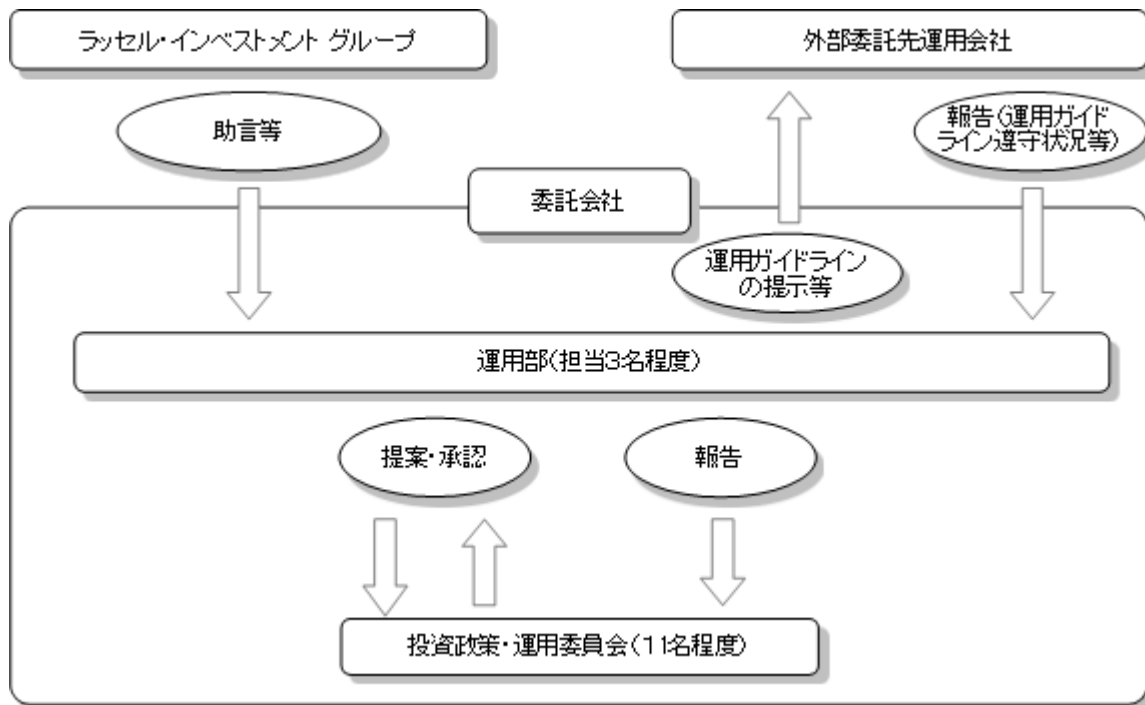 ラッセル・インベストメント グループ
外部委託先運用会社
助言等
報告(運用ガイド
ライン遵守状況等)
委託会社
運用ガイドライン
の提示等
運用部(担当3名程度)
提案・承認
報告
投資政策・運用委員会(11名程度)